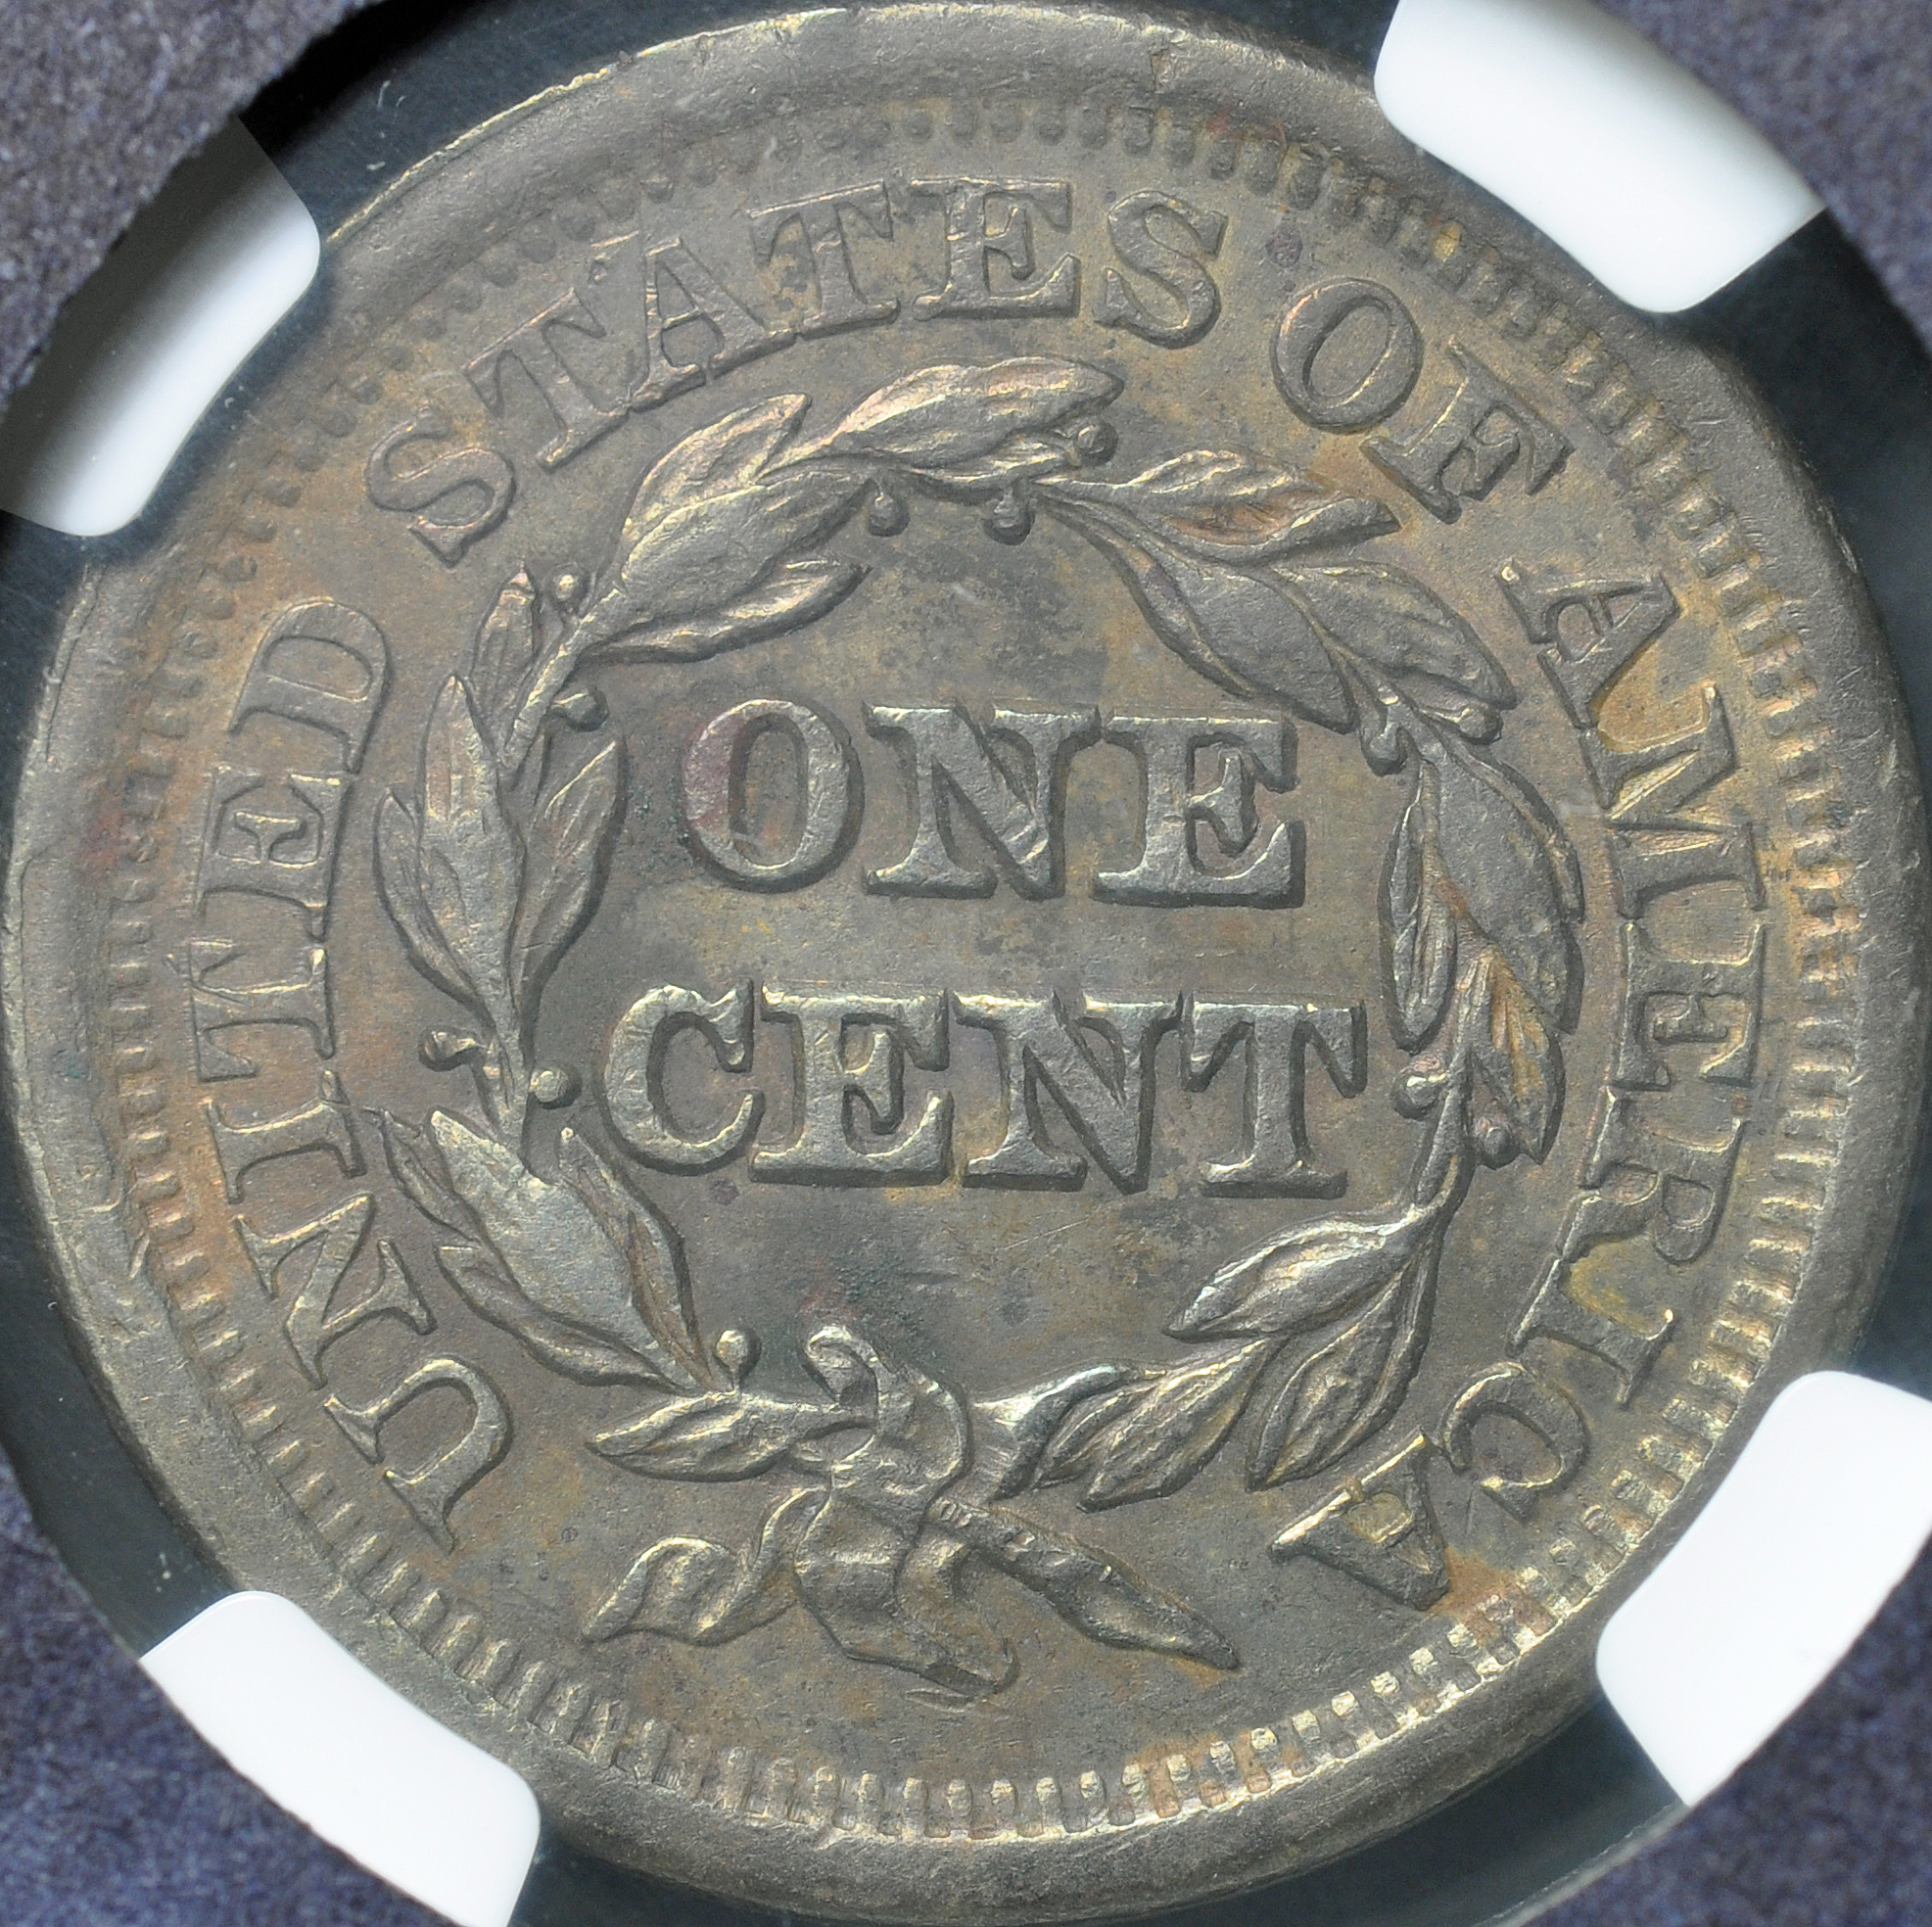 UNITED STATES OF AMERICA
ONE
CENT